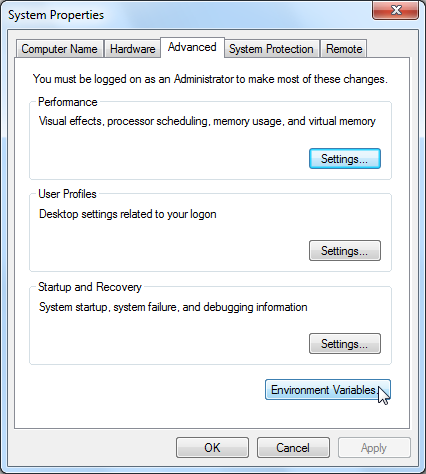 System Properties
Computer Name Hardware Advanced System Protection Remote
You must be logged on as an Administrator to make most of these changes.
Performance
Visual effects, processor scheduling, memory usage, and virtual memory
Settings...
User Profiles
Desktop settings related to your logon
Settings...
Startup and Recovery
System startup, system failure, and debugging information
Settings...
Environment Variables...
OK Cancel Apply